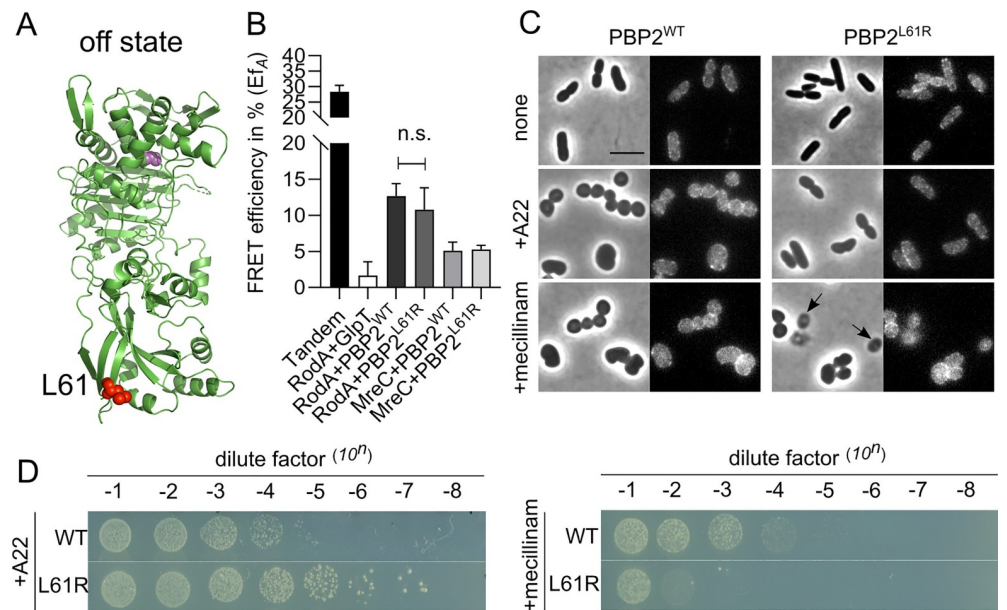 A
off state
L61
B
FRET efficiency in % (Ef_A)
40
35
30
25
20
20
15
10
5
0
n.s.
Tandem
RodA+GlpT
RodA+PBP2^WT
RodA+PBP2^L61R
MreC+PBP2^WT
MreC+PBP2^L61R
C
PBP2^WT
PBP2^L61R
none
+A22
+mecillinam
D
dilute factor (10^n)
-1 -2 -3 -4 -5 -6 -7 -8
+A22
WT
L61R
dilute factor (10^n)
-1 -2 -3 -4 -5 -6 -7 -8
+mecillinam
WT
L61R